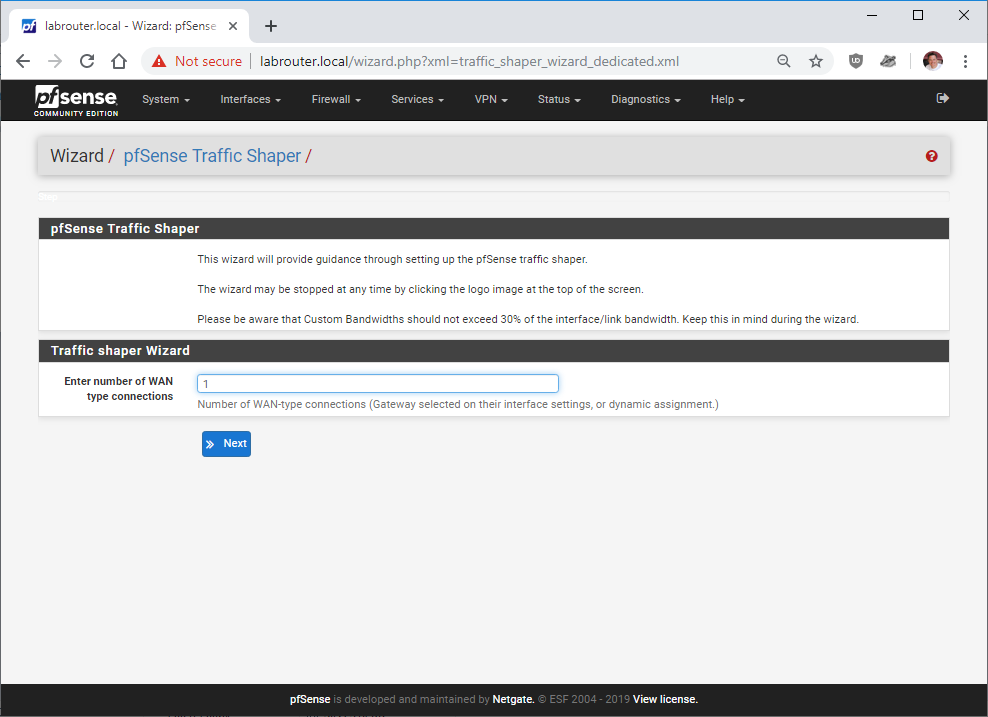 labrouter.local - Wizard: pfSense
Not secure | labrouter.local/wizard.php?xml=traffic_shaper_wizard_dedicated.xml
pfsense
COMMUNITY EDITION
System Interfaces Firewall Services VPN Status Diagnostics Help
Wizard / pfSense Traffic Shaper /
Step
pfSense Traffic Shaper
This wizard will provide guidance through setting up the pfSense traffic shaper.
The wizard may be stopped at any time by clicking the logo image at the top of the screen.
Please be aware that Custom Bandwidths should not exceed 30% of the interface/link bandwidth. Keep this in mind during the wizard.
Traffic shaper Wizard
Enter number of WAN
type connections
1
Number of WAN-type connections (Gateway selected on their interface settings, or dynamic assignment.)
» Next
pfSense is developed and maintained by Netgate. © ESF 2004 - 2019 View license.